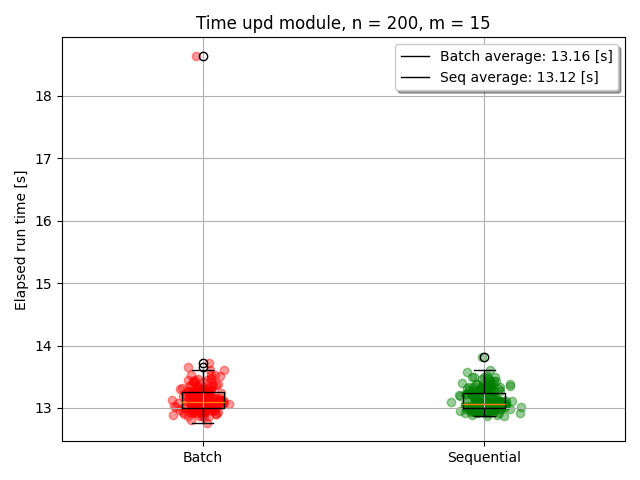 Time upd module, n = 200, m = 15
Batch average: 13.16 [s]
Seq average: 13.12 [s]
Elapsed run time [s]
18
17
16
15
14
13
Batch
Sequential